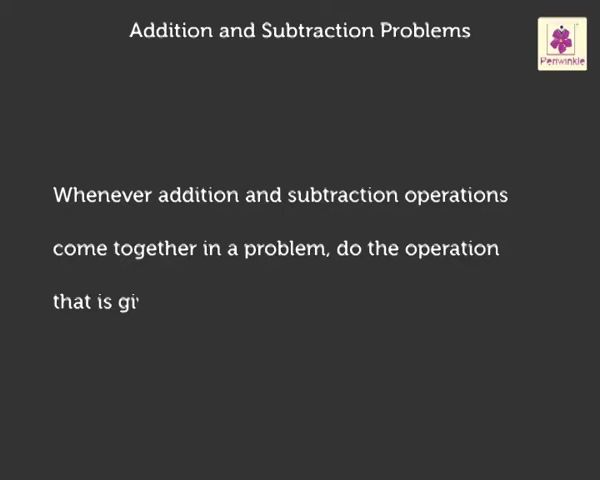 Addition and Subtraction Problems
Periwinkle
Whenever addition and subtraction operations
come together in a problem, do the operation
that is